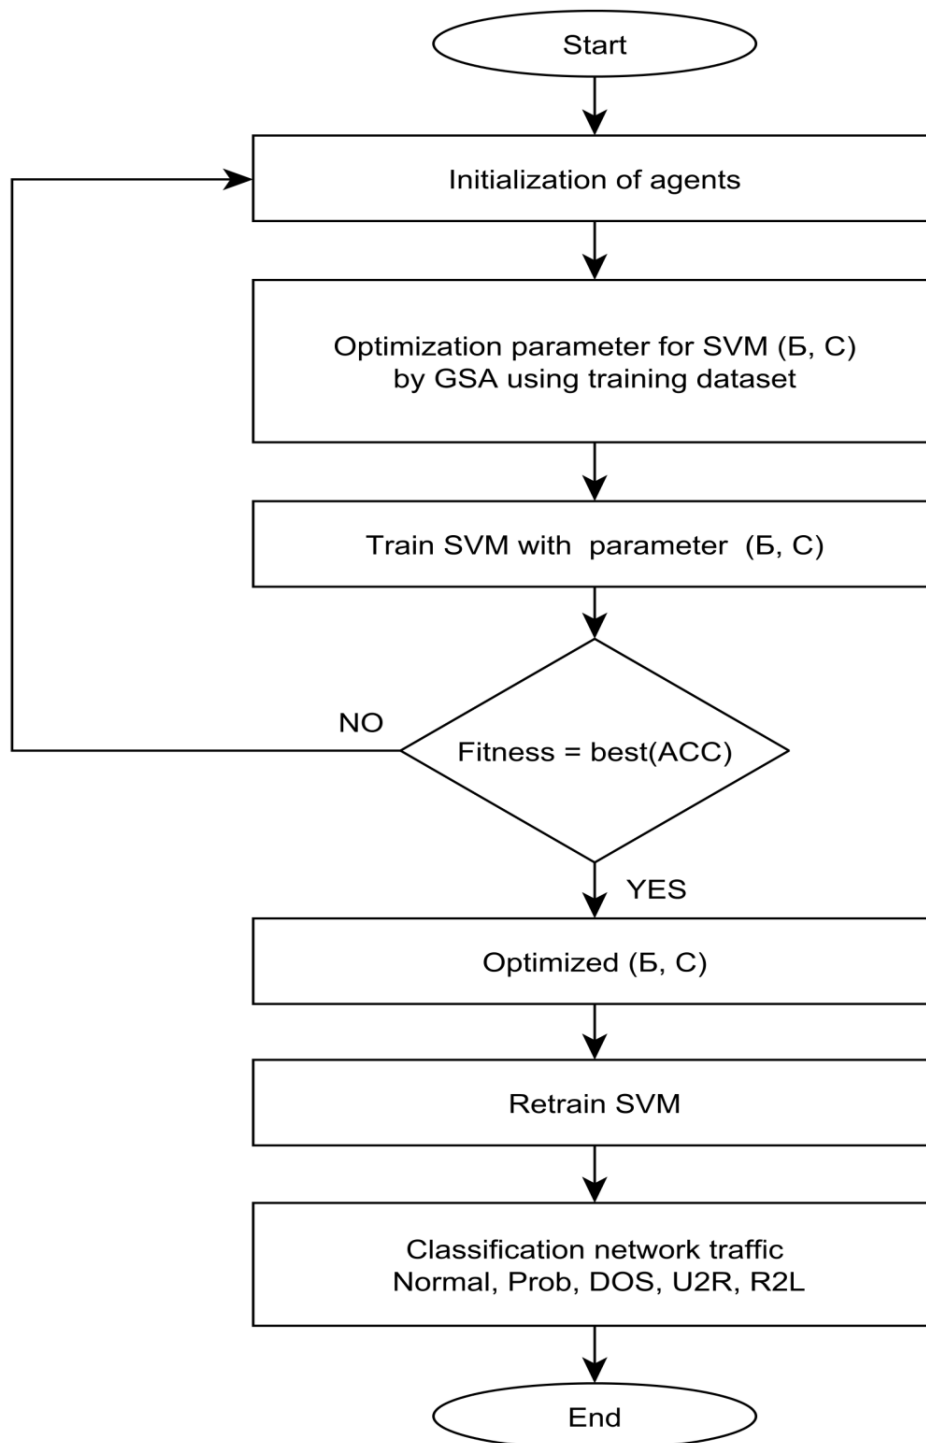 Start
Initialization of agents
Optimization parameter for SVM (Б, C)
by GSA using training dataset
Train SVM with parameter (Б, C)
NO
Fitness = best(ACC)
YES
Optimized (Б, C)
Retrain SVM
Classification network traffic
Normal, Prob, DOS, U2R, R2L
End